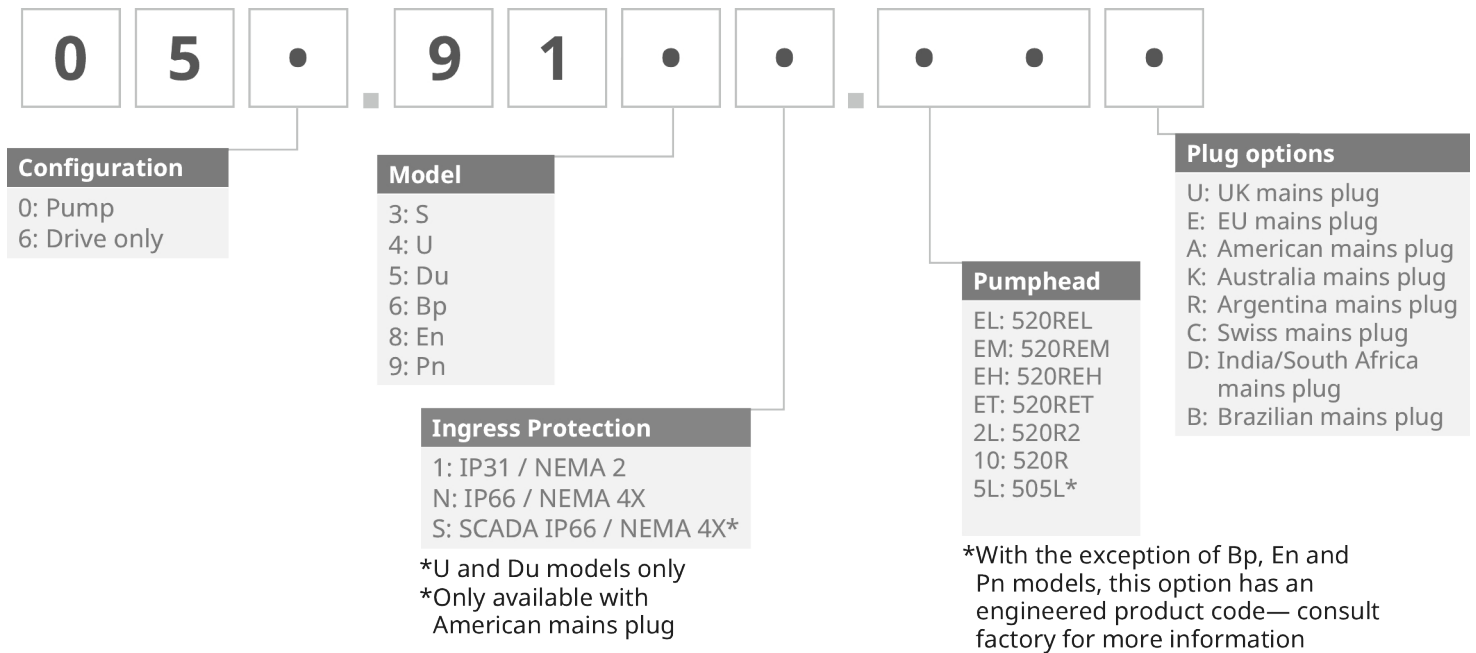 0 5 • . 9 1 • • . • • •
Configuration
0: Pump
6: Drive only
Model
3: S
4: U
5: Du
6: Bp
8: En
9: Pn
Ingress Protection
1: IP31 / NEMA 2
N: IP66 / NEMA 4X
S: SCADA IP66 / NEMA 4X*
*U and Du models only
*Only available with
American mains plug
Pumphead
EL: 520REL
EM: 520REM
EH: 520REH
ET: 520RET
2L: 520R2
10: 520R
5L: 505L*
*With the exception of Bp, En and
Pn models, this option has an
engineered product code— consult
factory for more information
Plug options
U: UK mains plug
E: EU mains plug
A: American mains plug
K: Australia mains plug
R: Argentina mains plug
C: Swiss mains plug
D: India/South Africa
mains plug
B: Brazilian mains plug